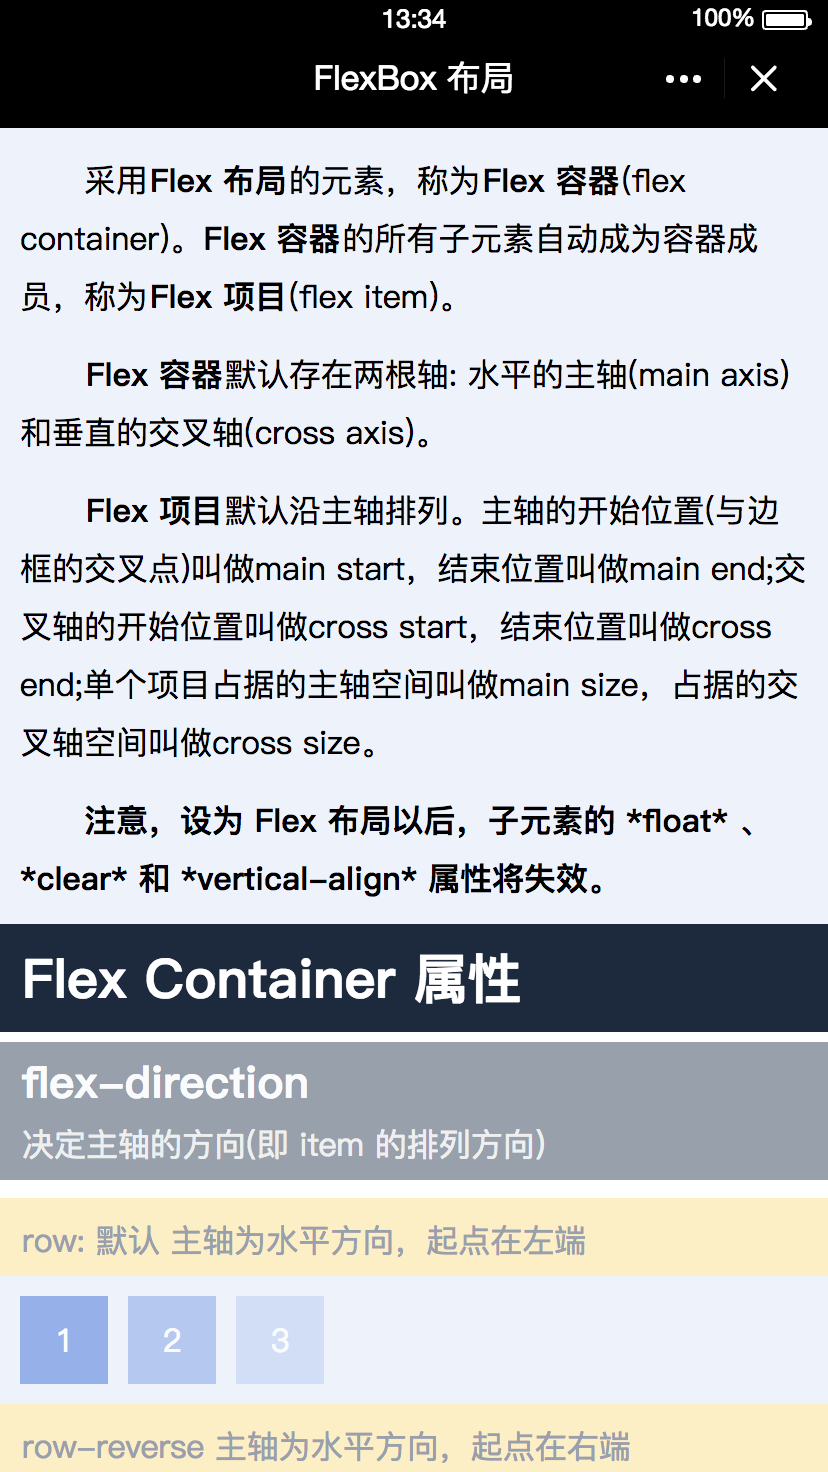 13:34
100%
FlexBox 布局
采用Flex 布局的元素，称为Flex 容器(flex
container)。Flex 容器的所有子元素自动成为容器成
员，称为Flex 项目(flex item)。
Flex 容器默认存在两根轴: 水平的主轴(main axis)
和垂直的交叉轴(cross axis)。
Flex 项目默认沿主轴排列。主轴的开始位置(与边
框的交叉点)叫做main start，结束位置叫做main end;交
叉轴的开始位置叫做cross start，结束位置叫做cross
end;单个项目占据的主轴空间叫做main size，占据的交
叉轴空间叫做cross size。
注意，设为 Flex 布局以后，子元素的 *float* 、
*clear* 和 *vertical-align* 属性将失效。
Flex Container 属性
flex-direction
决定主轴的方向(即 item 的排列方向)
row: 默认 主轴为水平方向，起点在左端
1
2
3
row-reverse 主轴为水平方向，起点在右端